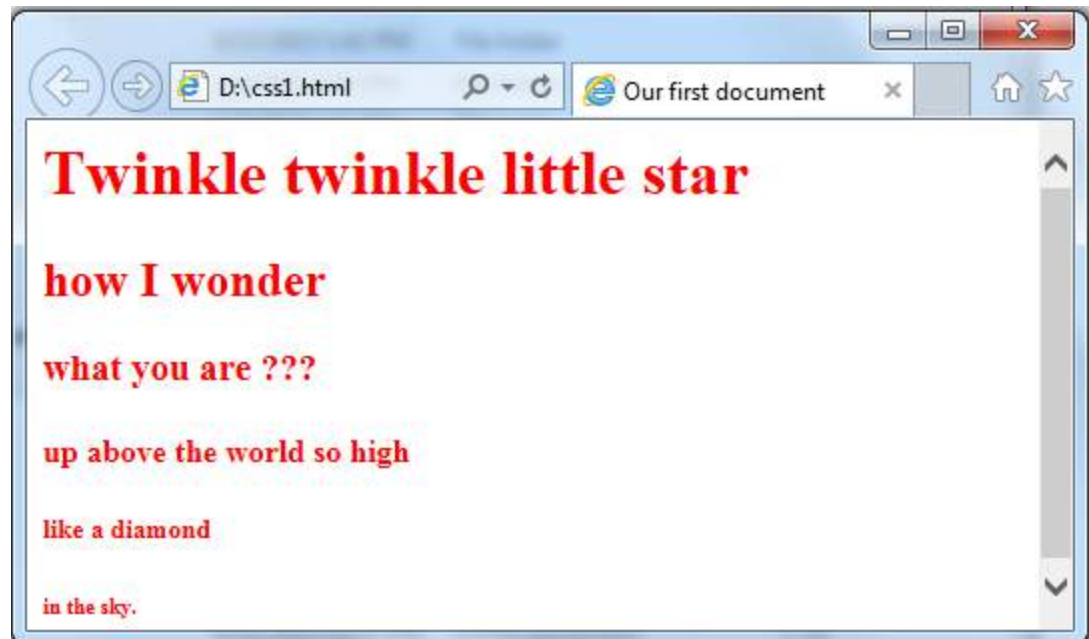 D:\css1.html
Our first document
Twinkle twinkle little star
how I wonder
what you are ???
up above the world so high
like a diamond
in the sky.